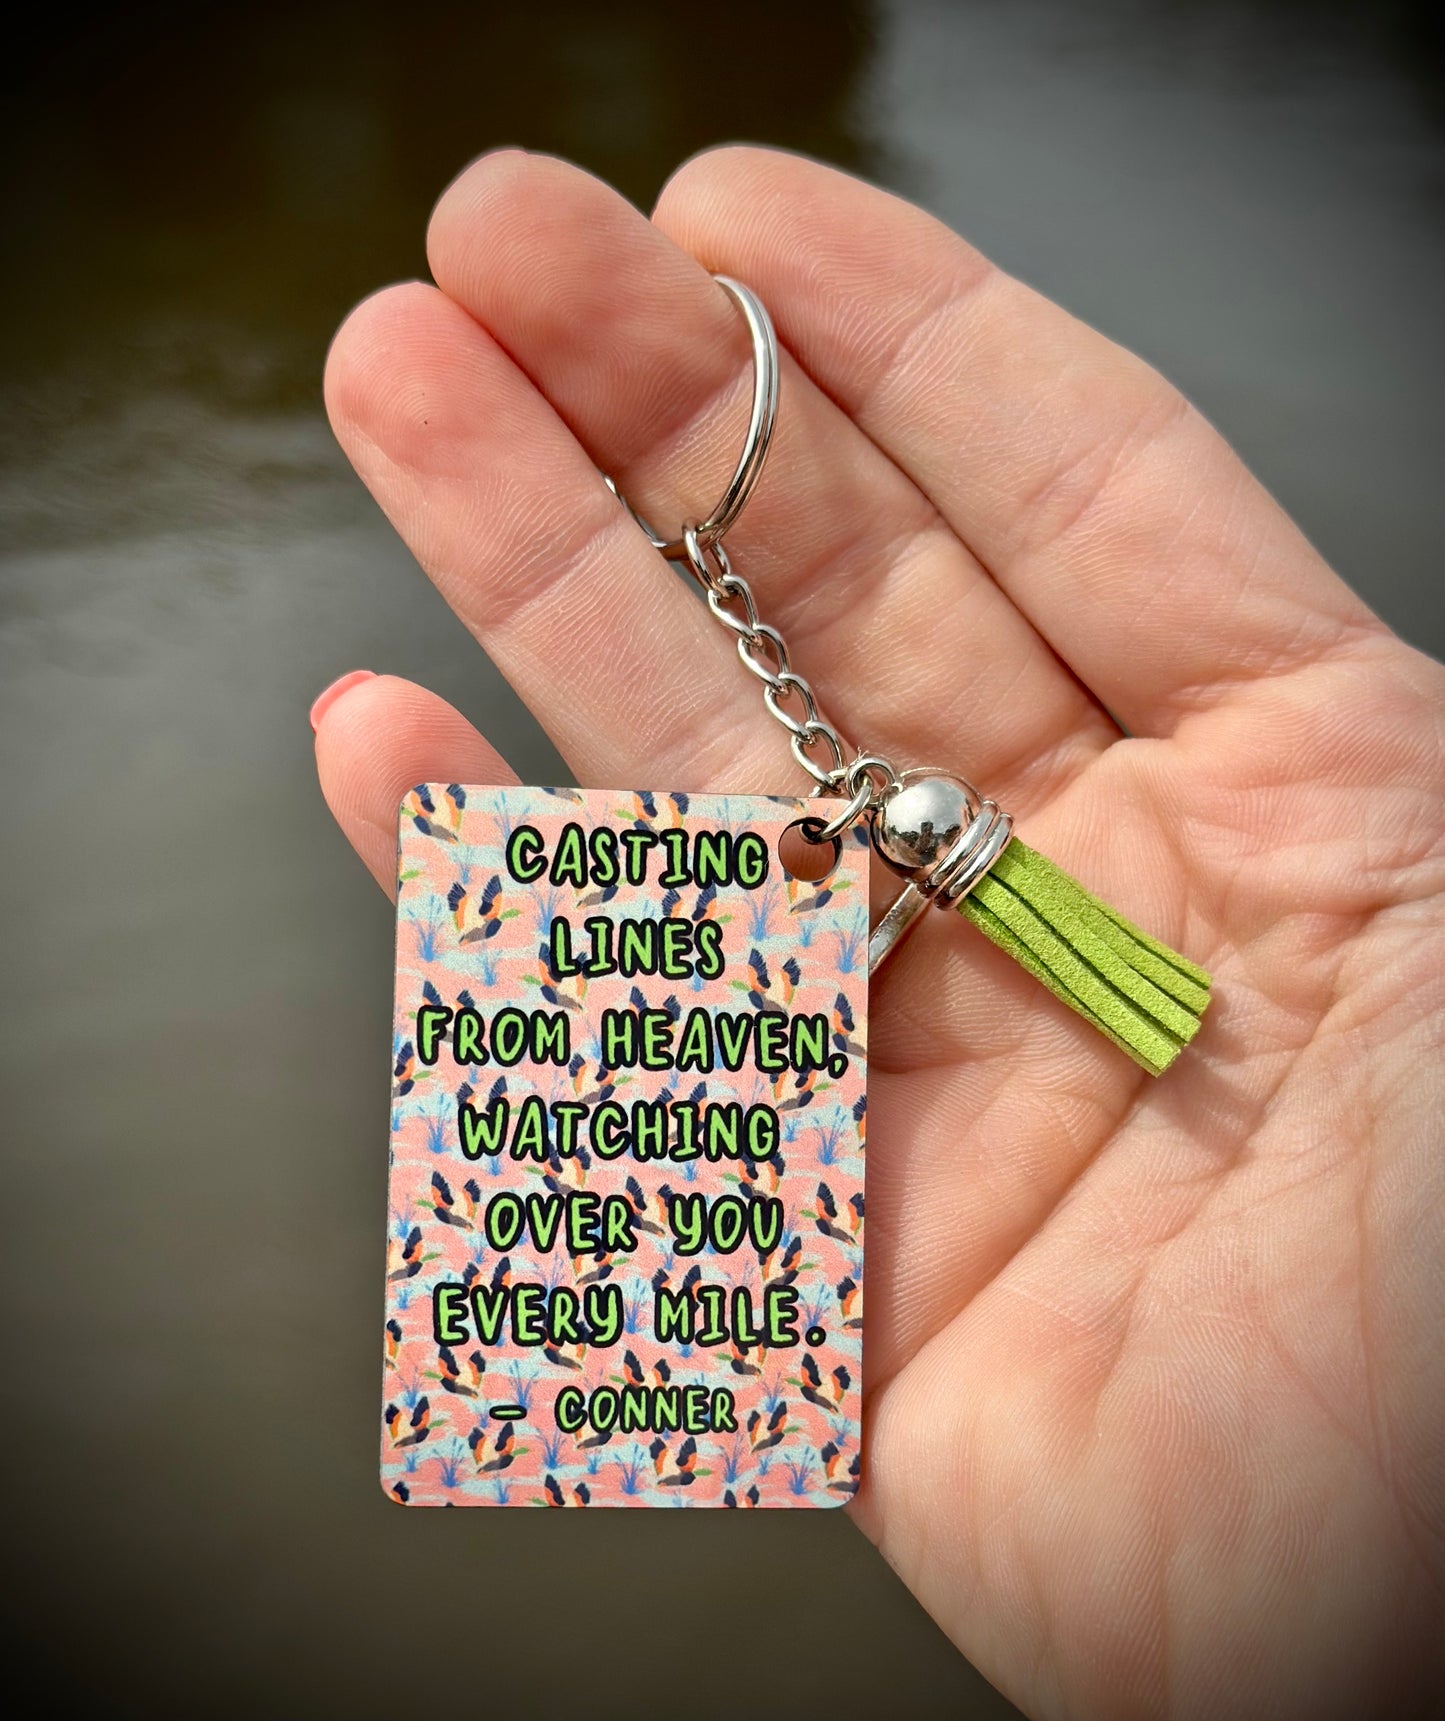 CASTING
LINES
FROM HEAVEN,
WATCHING
OVER YOU
EVERY MILE.
- CONNER